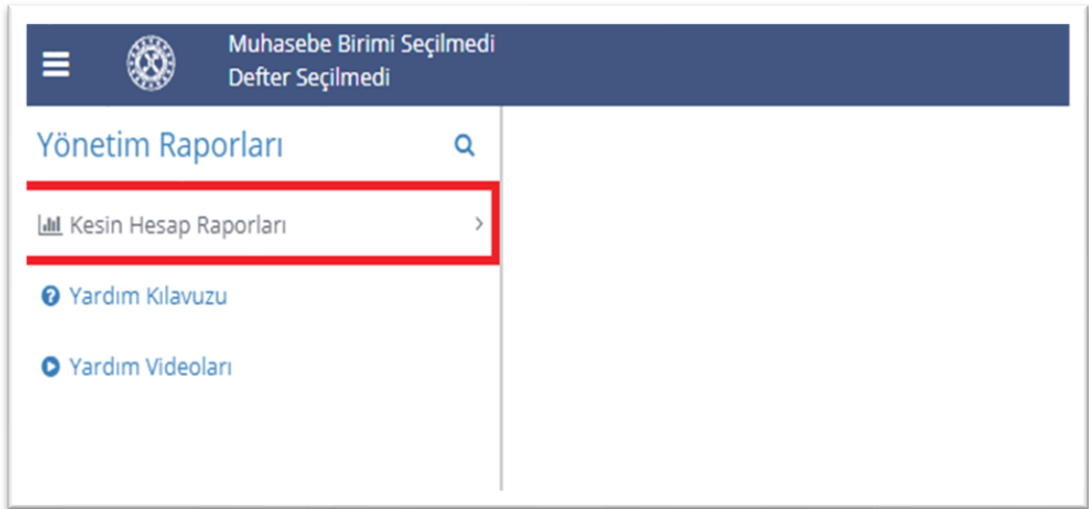 Muhasebe Birimi Seçilmedi
Defter Seçilmedi
Yönetim Raporları
Kesin Hesap Raporları
Yardım Kılavuzu
Yardım Videoları